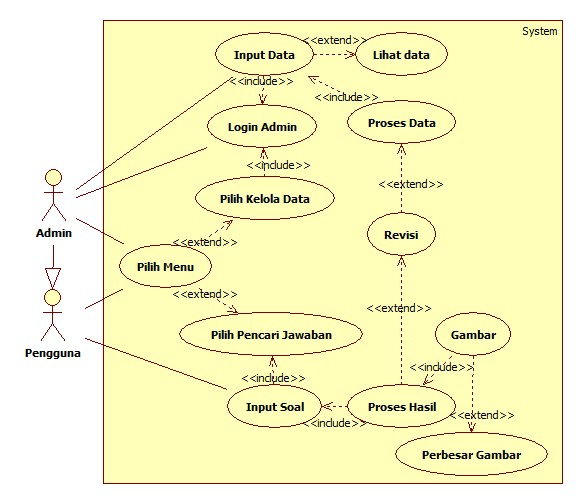 System
<<extend>>
Input Data
Lihat data
<<include>>
<<include>>
Login Admin
Proses Data
<<include>>
<<extend>>
Pilih Kelola Data
Admin
<<extend>>
Revisi
Pilih Menu
<<extend>>
<<extend>>
Pengguna
Pilih Pencari Jawaban
Gambar
<<include>>
<<include>>
Input Soal
Proses Hasil
<<extend>>
<<include>>
Perbesar Gambar